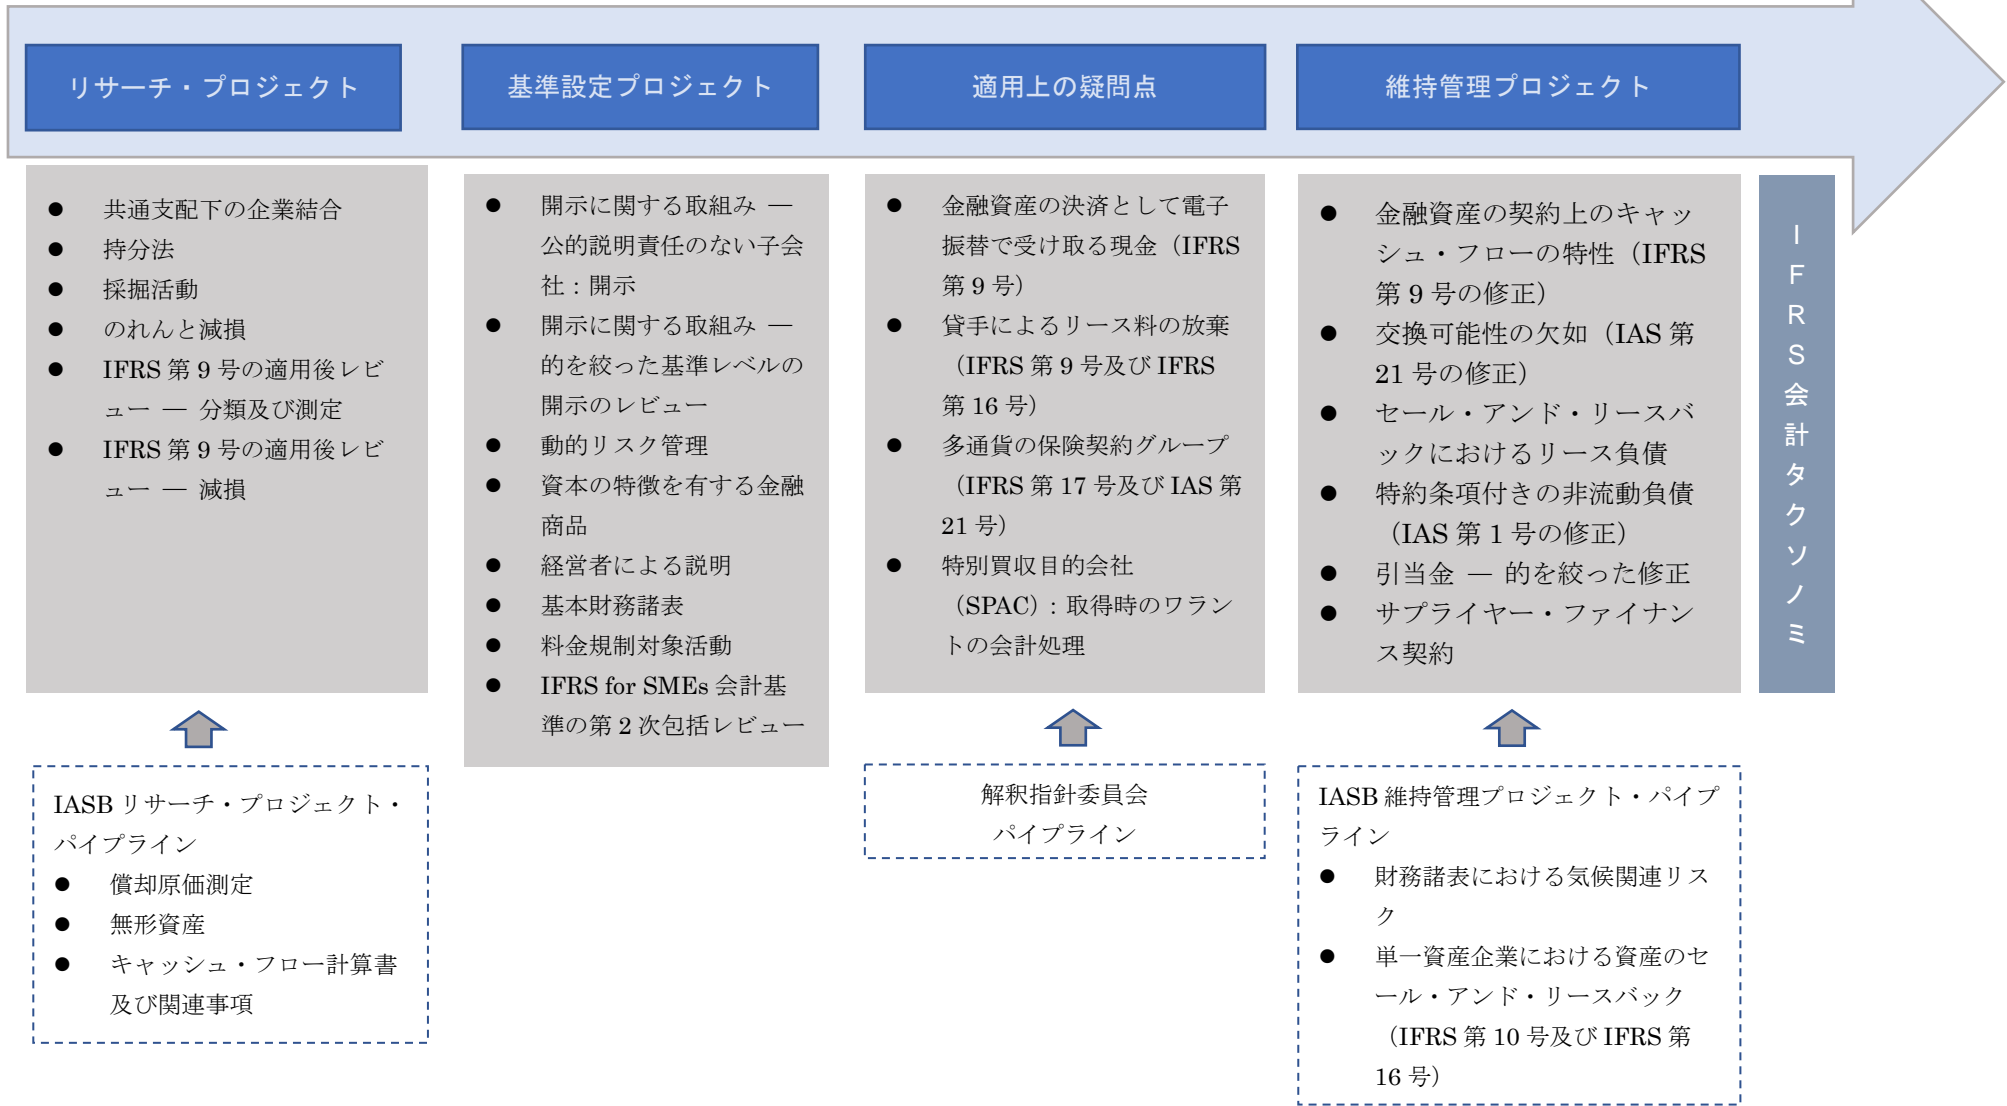 リサーチ・プロジェクト
基準設定プロジェクト
適用上の疑問点
維持管理プロジェクト
● 共通支配下の企業結合
● 持分法
● 採掘活動
● のれんと減損
● IFRS 第 9 号の適用後レビ
ュー ― 分類及び測定
● IFRS 第 9 号の適用後レビ
ュー ― 減損
● 開示に関する取組み ―
公的説明責任のない子会
社：開示
● 開示に関する取組み ―
的を絞った基準レベルの
開示のレビュー
● 動的リスク管理
● 資本の特徴を有する金融
商品
● 経営者による説明
● 基本財務諸表
● 料金規制対象活動
● IFRS for SMEs 会計基
準の第 2 次包括レビュー
● 金融資産の決済として電子
振替で受け取る現金（IFRS
第 9 号）
● 貸手によるリース料の放棄
（IFRS 第 9 号及び IFRS
第 16 号）
● 多通貨の保険契約グループ
（IFRS 第 17 号及び IAS 第
21 号）
● 特別買収目的会社
（SPAC）：取得時のワラン
トの会計処理
● 金融資産の契約上のキャッ
シュ・フローの特性（IFRS
第 9 号の修正）
● 交換可能性の欠如（IAS 第
21 号の修正）
● セール・アンド・リースバ
ックにおけるリース負債
● 特約条項付きの非流動負債
（IAS 第 1 号の修正）
● 引当金 ― 的を絞った修正
● サプライヤー・ファイナン
ス契約
IFRS会計タクソノミ
IASB リサーチ・プロジェクト・
パイプライン
● 償却原価測定
● 無形資産
● キャッシュ・フロー計算書
及び関連事項
解釈指針委員会
パイプライン
IASB 維持管理プロジェクト・パイプ
ライン
● 財務諸表における気候関連リス
ク
● 単一資産企業における資産のセ
ール・アンド・リースバック
（IFRS 第 10 号及び IFRS 第
16 号）